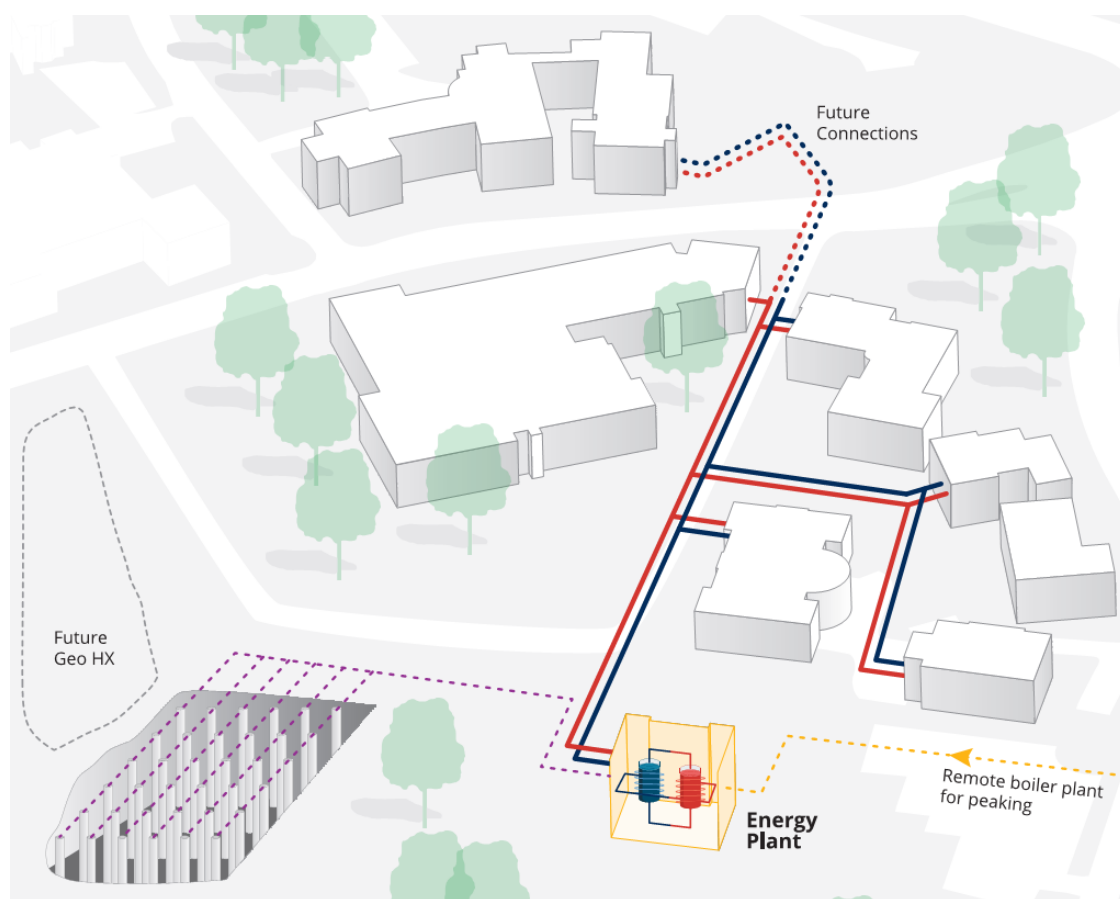 Future
Connections
Future
Geo HX
Remote boiler plant
for peaking
Energy
Plant